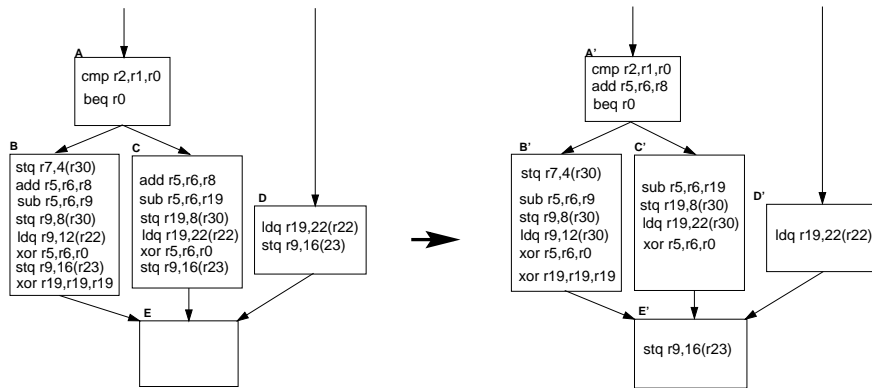 A
cmp r2,r1,r0
beq r0
B
stq r7,4(r30)
add r5,r6,r8
sub r5,r6,r9
stq r9,8(r30)
ldq r9,12(r22)
xor r5,r6,r0
stq r9,16(r23)
xor r19,r19,r19
C
add r5,r6,r8
sub r5,r6,r19
stq r19,8(r30)
ldq r19,22(r22)
xor r5,r6,r0
stq r9,16(r23)
D
ldq r19,22(r22)
stq r9,16(23)
E
A'
cmp r2,r1,r0
add r5,r6,r8
beq r0
B'
stq r7,4(r30)
sub r5,r6,r9
stq r9,8(r30)
ldq r9,12(r30)
xor r5,r6,r0
xor r19,r19,r19
C'
sub r5,r6,r19
stq r19,8(r30)
ldq r19,22(r30)
xor r5,r6,r0
D'
ldq r19,22(r22)
E'
stq r9,16(r23)